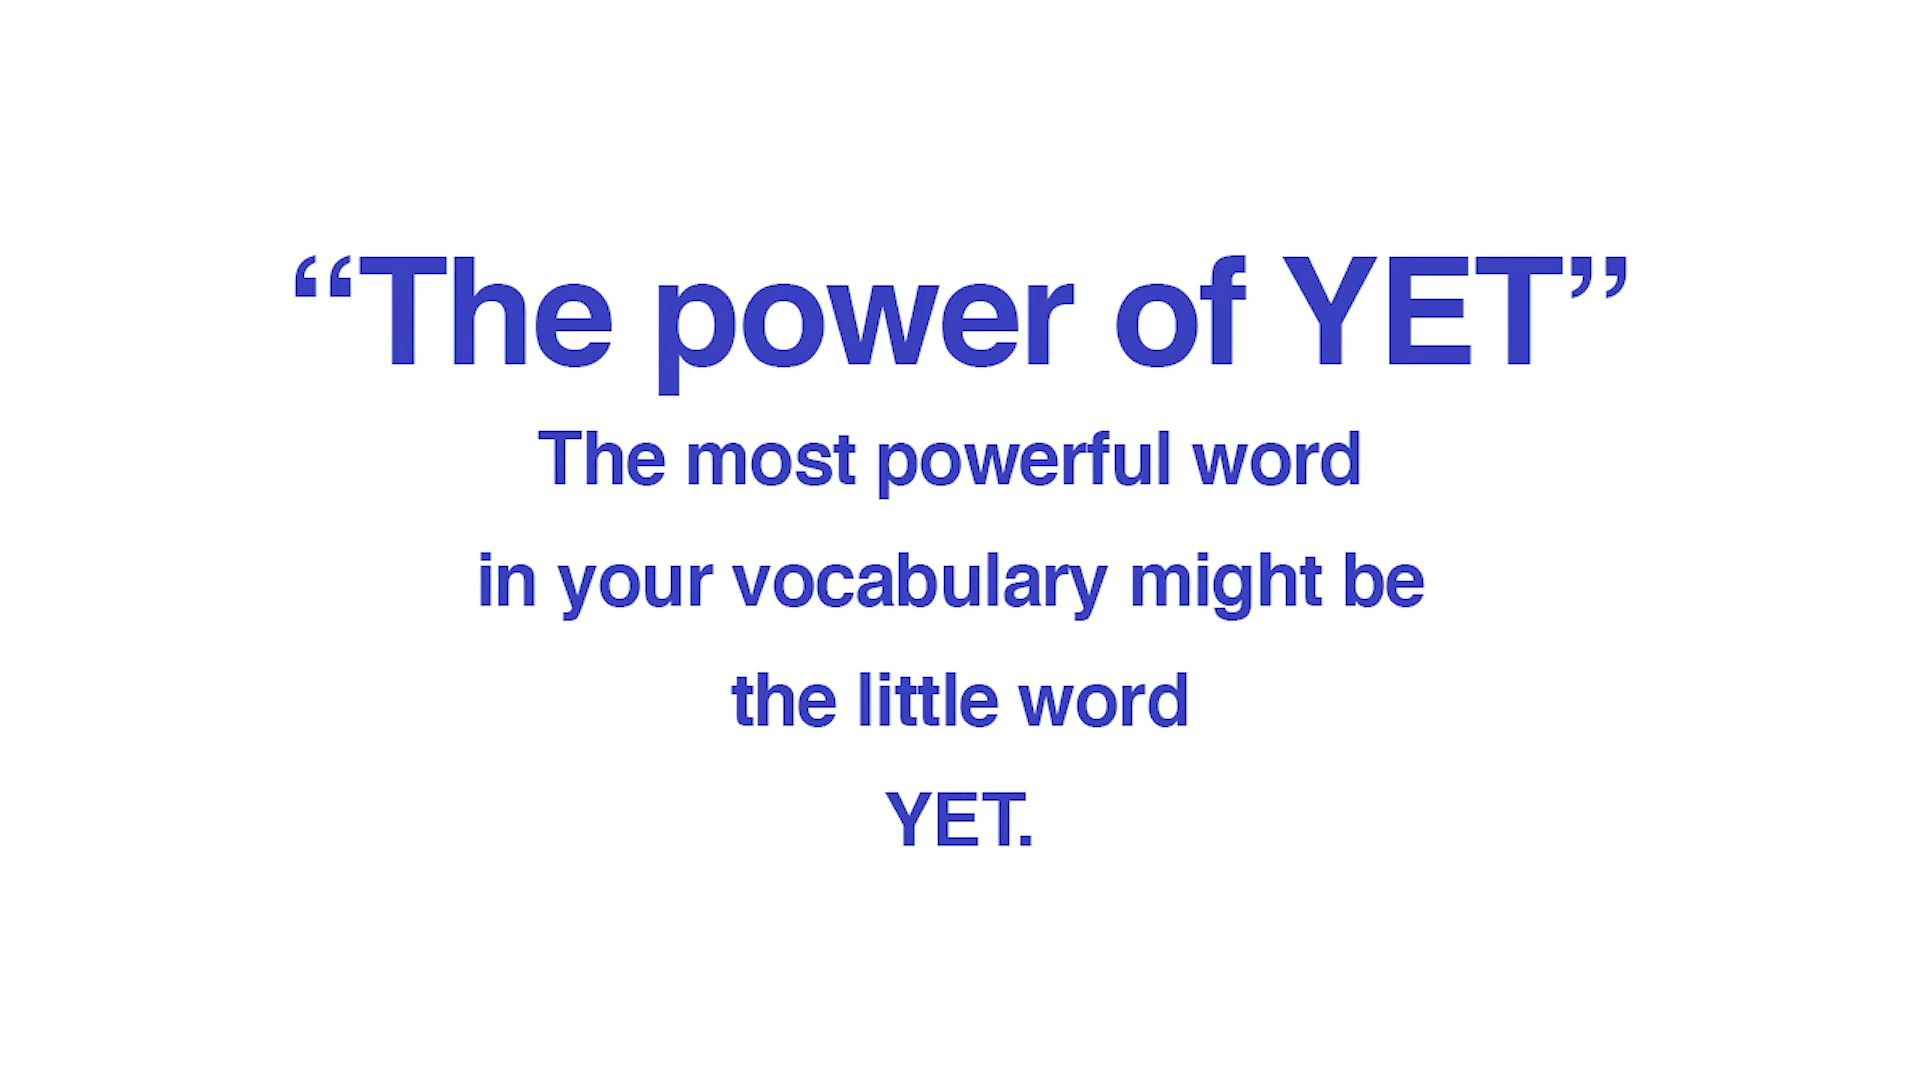 “The power of YET”
The most powerful word
in your vocabulary might be
the little word
YET.